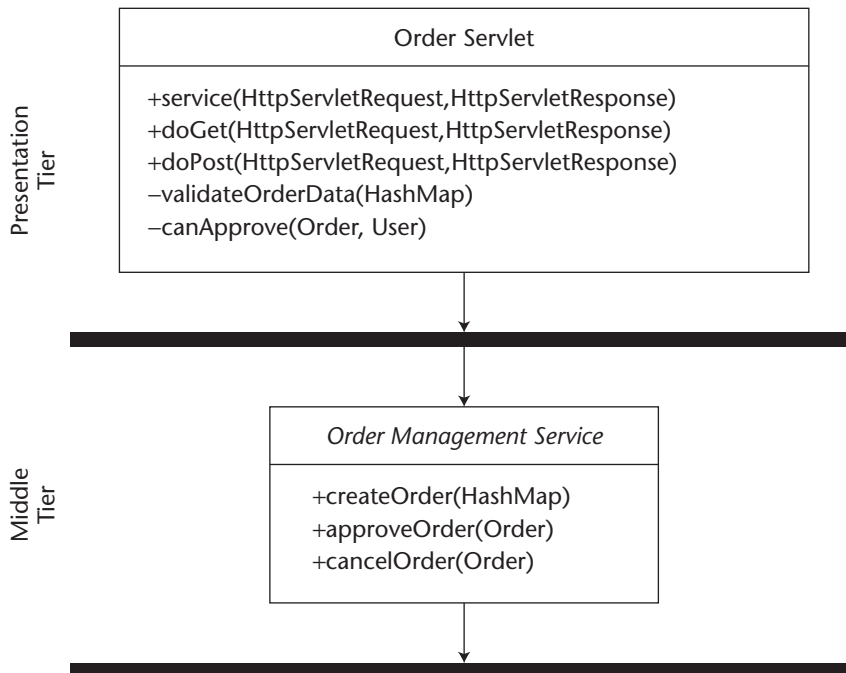 Presentation
Tier
Order Servlet
+service(HttpServletRequest,HttpServletResponse)
+doGet(HttpServletRequest,HttpServletResponse)
+doPost(HttpServletRequest,HttpServletResponse)
–validateOrderData(HashMap)
–canApprove(Order, User)
Middle
Tier
Order Management Service
+createOrder(HashMap)
+approveOrder(Order)
+cancelOrder(Order)